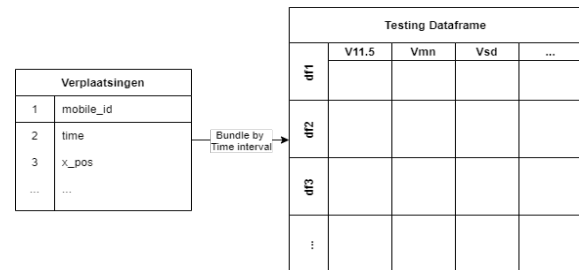 Testing Dataframe
V11.5 Vmn Vsd ...
df1
Verplaatsingen
1 mobile_id
2 time
3 x_pos
... ...
Bundle by
Time interval
df2
df3
...